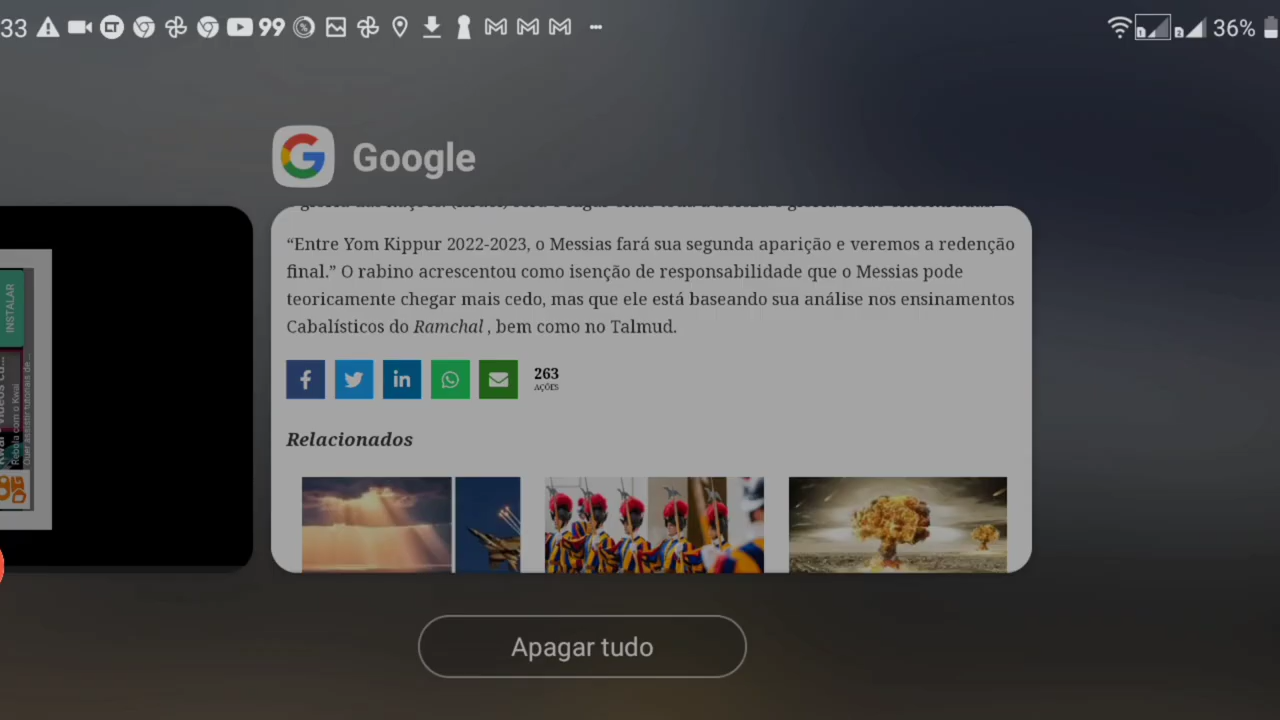 33 99 36%
Google
“Entre Yom Kippur 2022-2023, o Messias fará sua segunda aparição e veremos a redenção
final.” O rabino acrescentou como isenção de responsabilidade que o Messias pode
teoricamente chegar mais cedo, mas que ele está baseando sua análise nos ensinamentos
Cabalísticos do Ramchal , bem como no Talmud.
263
AÇÕES
Relacionados
INSTALAR
Apagar tudo